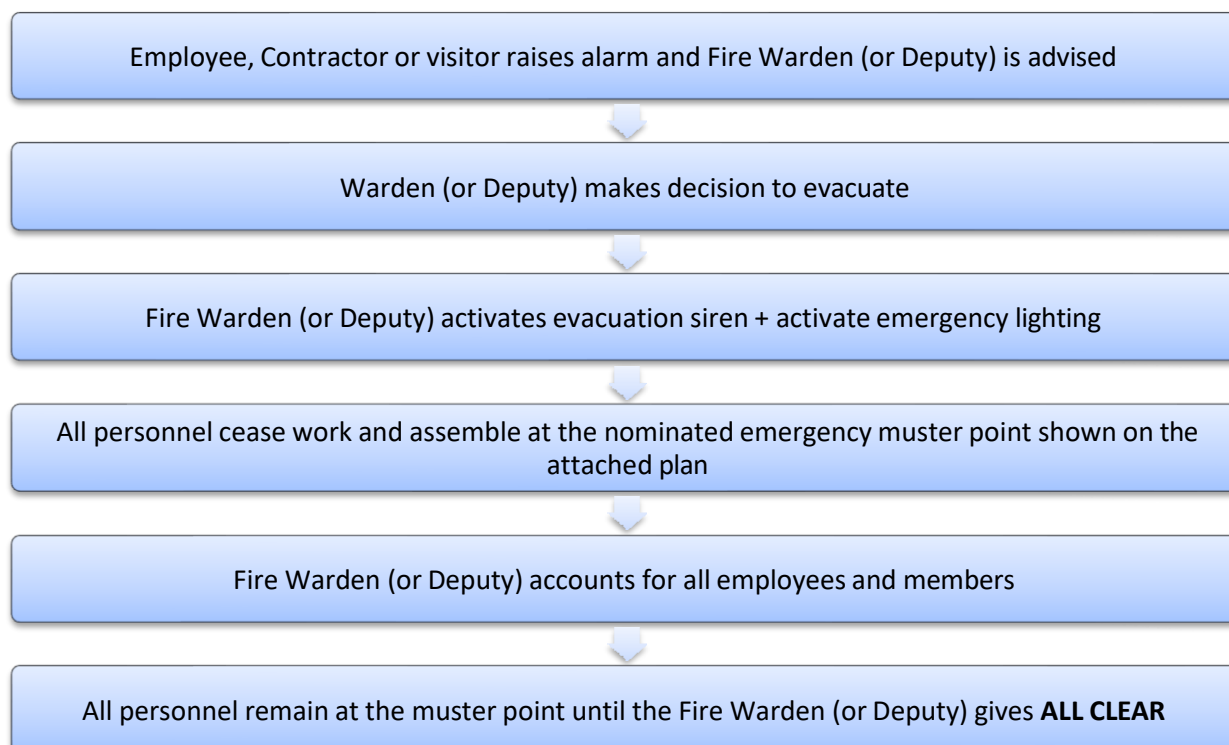 Employee, Contractor or visitor raises alarm and Fire Warden (or Deputy) is advised
Warden (or Deputy) makes decision to evacuate
Fire Warden (or Deputy) activates evacuation siren + activate emergency lighting
All personnel cease work and assemble at the nominated emergency muster point shown on the
attached plan
Fire Warden (or Deputy) accounts for all employees and members
All personnel remain at the muster point until the Fire Warden (or Deputy) gives ALL CLEAR